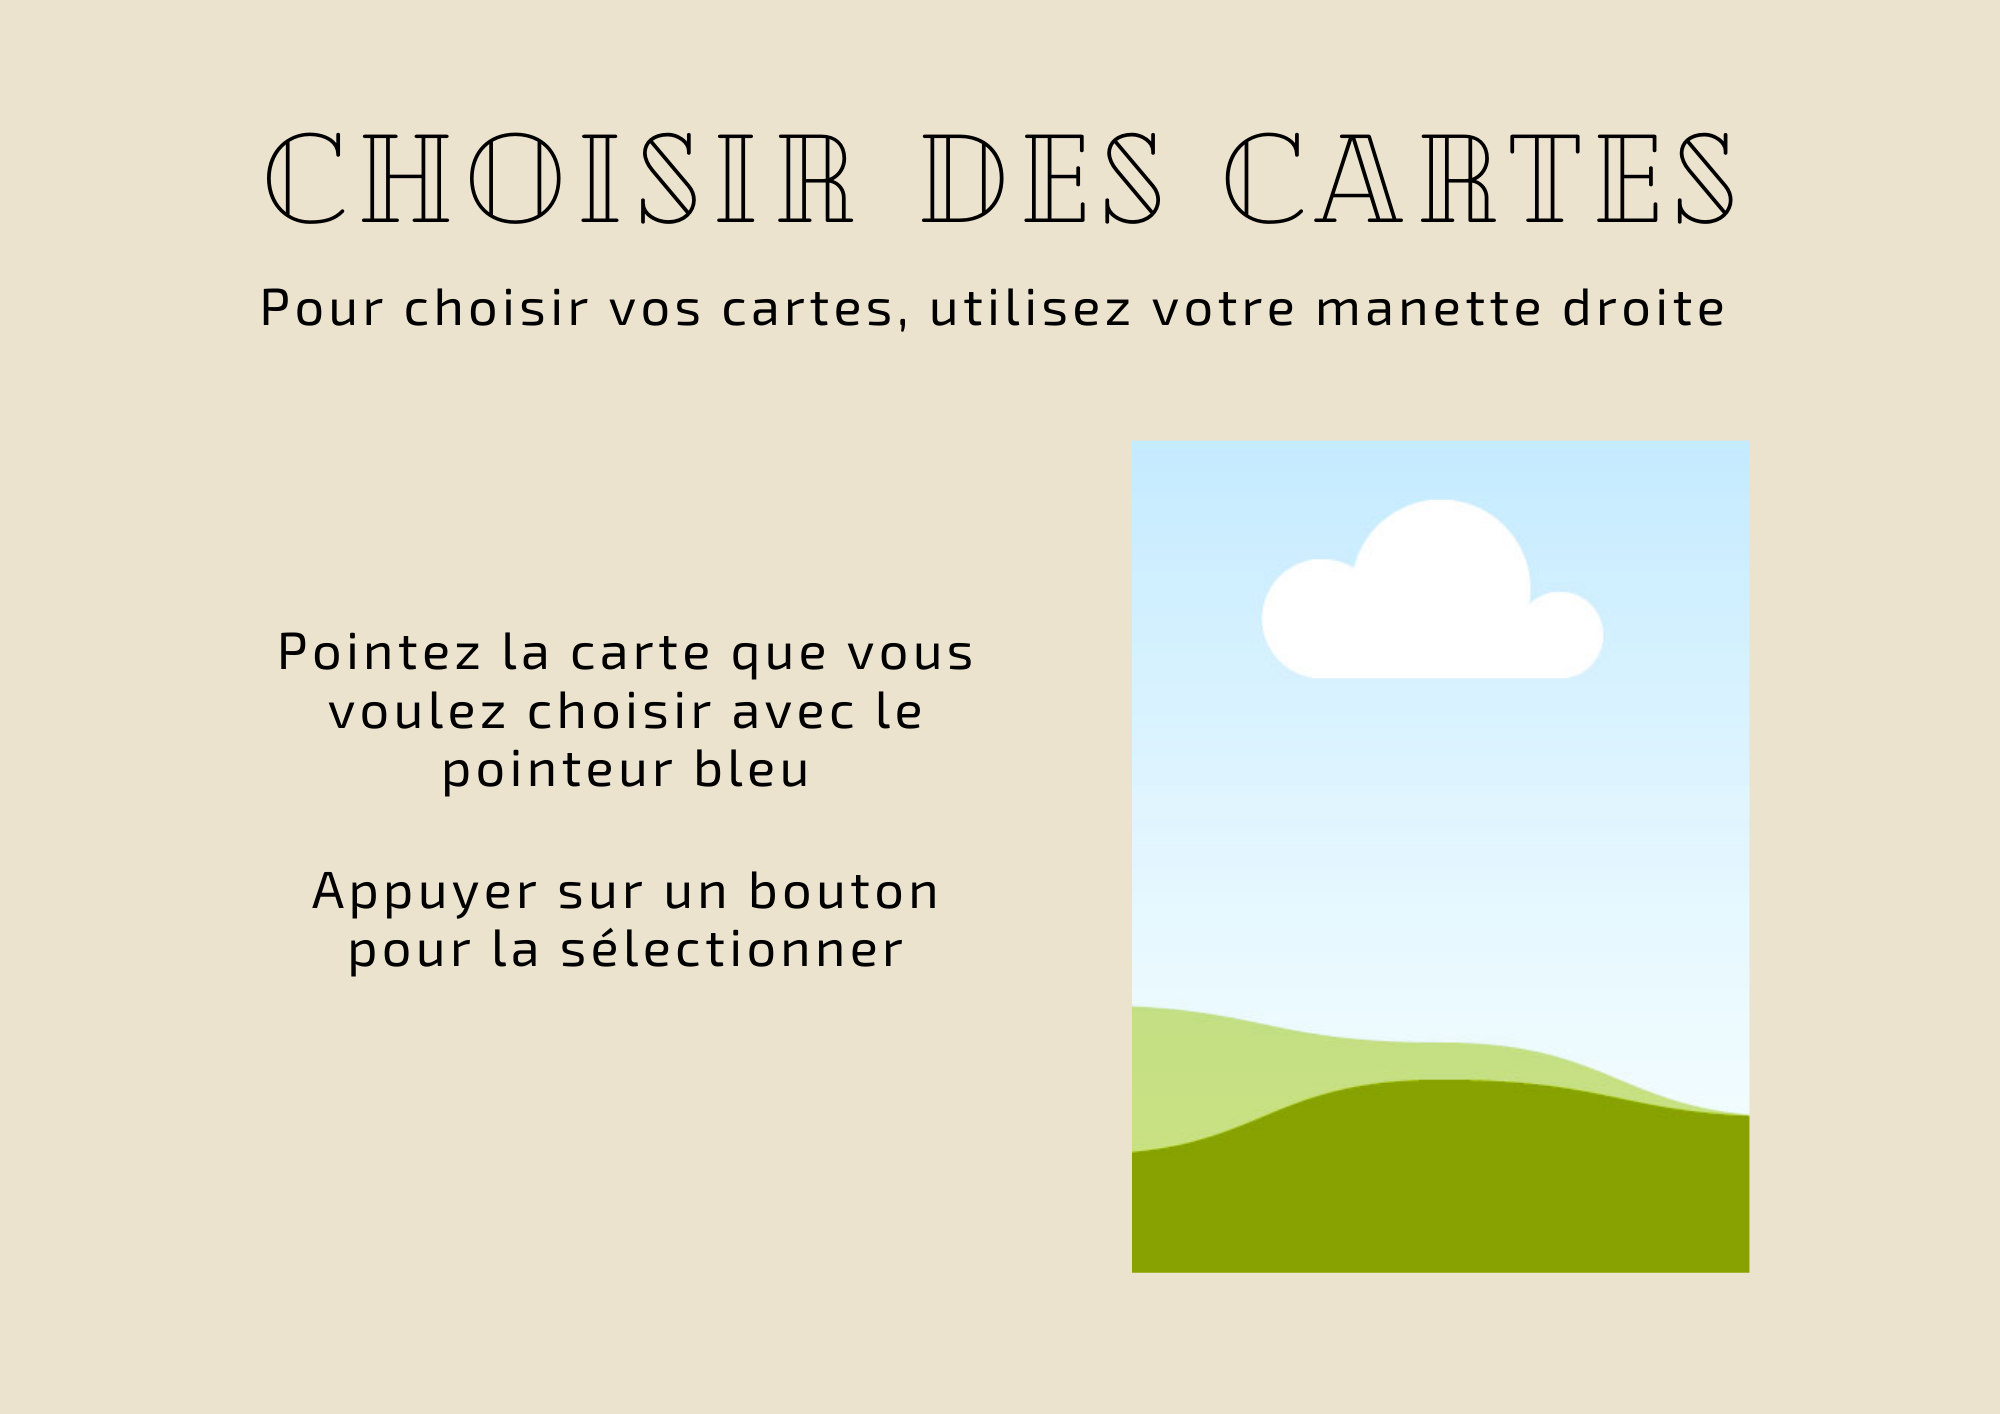 CHOISIR DES CARTES
Pour choisir vos cartes, utilisez votre manette droite
Pointez la carte que vous
voulez choisir avec le
pointeur bleu
Appuyer sur un bouton
pour la sélectionner